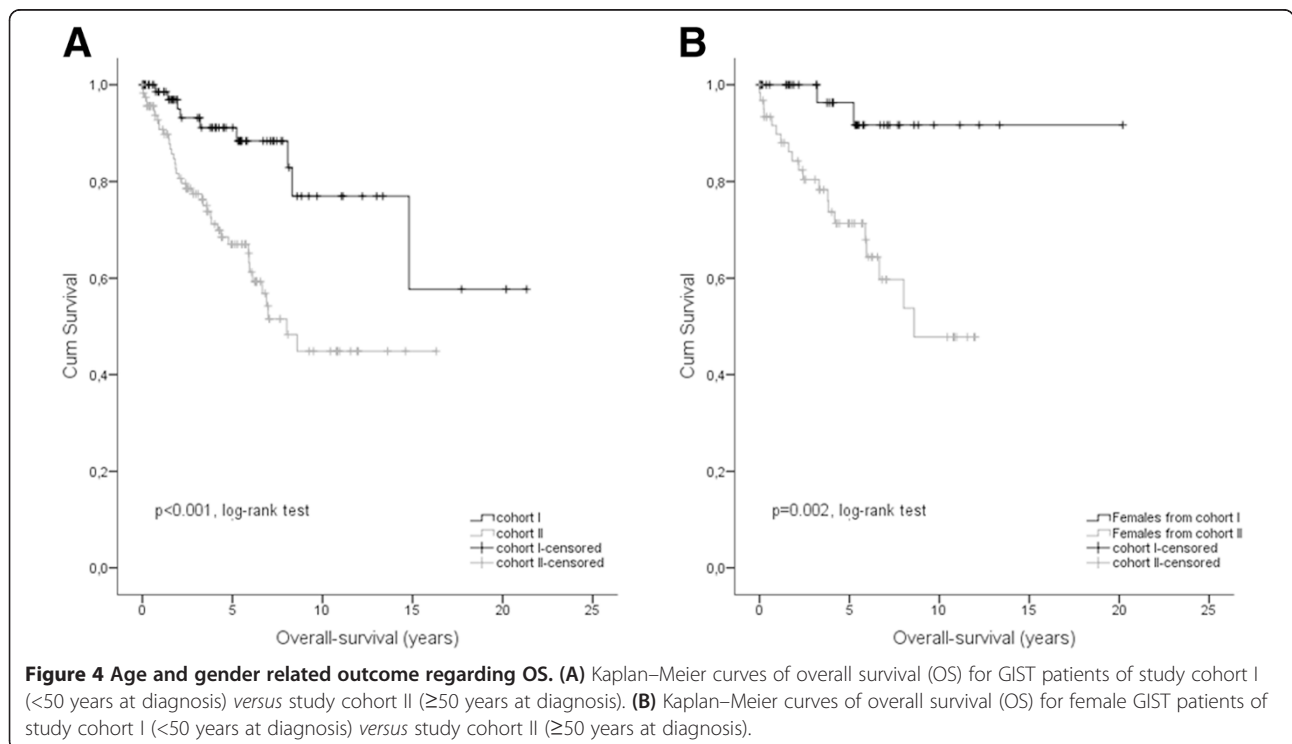 A
1,0
0,8
0,6
0,4
0,2
0,0
Cum Survival
0
5
10
15
20
25
Overall-survival (years)
p<0.001, log-rank test
cohort I
cohort II
cohort I-censored
cohort II-censored
B
1,0
0,8
0,6
0,4
0,2
0,0
Cum Survival
0
5
10
15
20
25
Overall-survival (years)
p=0.002, log-rank test
Females from cohort I
Females from cohort II
cohort I-censored
cohort II-censored
Figure 4 Age and gender related outcome regarding OS. (A) Kaplan–Meier curves of overall survival (OS) for GIST patients of study cohort I
(<50 years at diagnosis) versus study cohort II (≥50 years at diagnosis). (B) Kaplan–Meier curves of overall survival (OS) for female GIST patients of
study cohort I (<50 years at diagnosis) versus study cohort II (≥50 years at diagnosis).